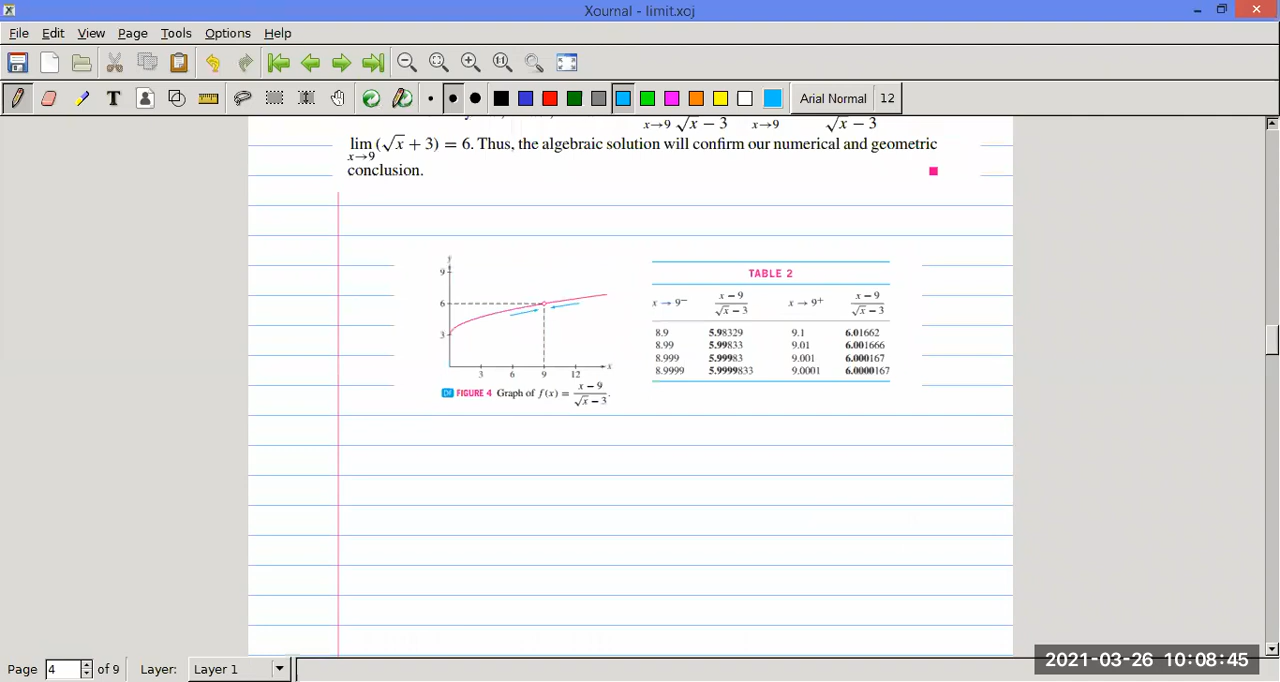 Xournal - limit.xoj
File Edit View Page Tools Options Help
Arial Normal 12
x→9 √x − 3 x→9 √x − 3
lim (√x + 3) = 6. Thus, the algebraic solution will confirm our numerical and geometric
x→9
conclusion.
y
9
6
3
3 6 9 12 x
FIGURE 4 Graph of f(x) = (x − 9)/(√x − 3).
TABLE 2
x → 9⁻ (x − 9)/(√x − 3) x → 9⁺ (x − 9)/(√x − 3)
8.9 5.98329 9.1 6.01662
8.99 5.99833 9.01 6.001666
8.999 5.99983 9.001 6.000167
8.9999 5.9999833 9.0001 6.0000167
Page 4 of 9 Layer: Layer 1
2021-03-26 10:08:45